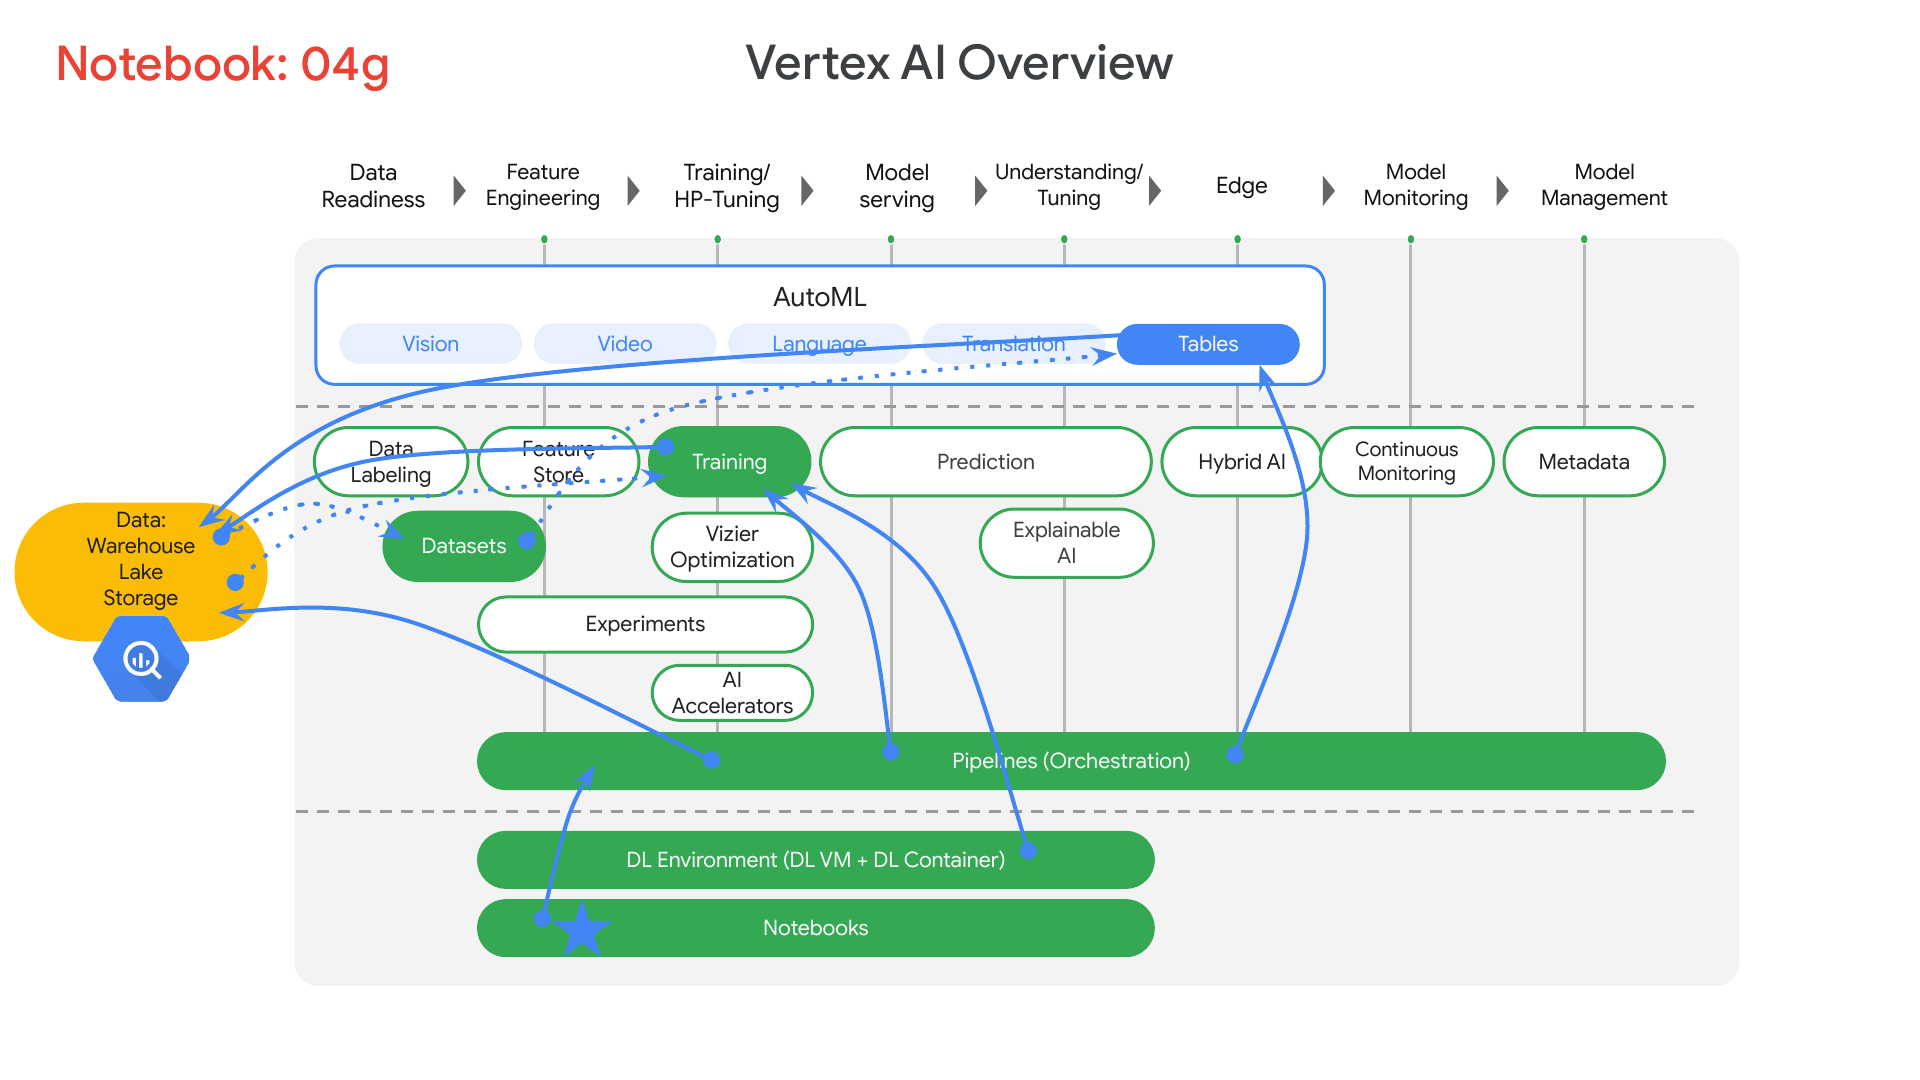 Notebook: 04g
Vertex AI Overview
Data
Readiness
Feature
Engineering
Training/
HP-Tuning
Model
serving
Understanding/
Tuning
Edge
Model
Monitoring
Model
Management
AutoML
Vision
Video
Language
Translation
Tables
Data
Labeling
Feature
Store
Training
Prediction
Hybrid AI
Continuous
Monitoring
Metadata
Data:
Warehouse
Lake
Storage
Datasets
Vizier
Optimization
Explainable
AI
Experiments
AI
Accelerators
Pipelines (Orchestration)
DL Environment (DL VM + DL Container)
Notebooks